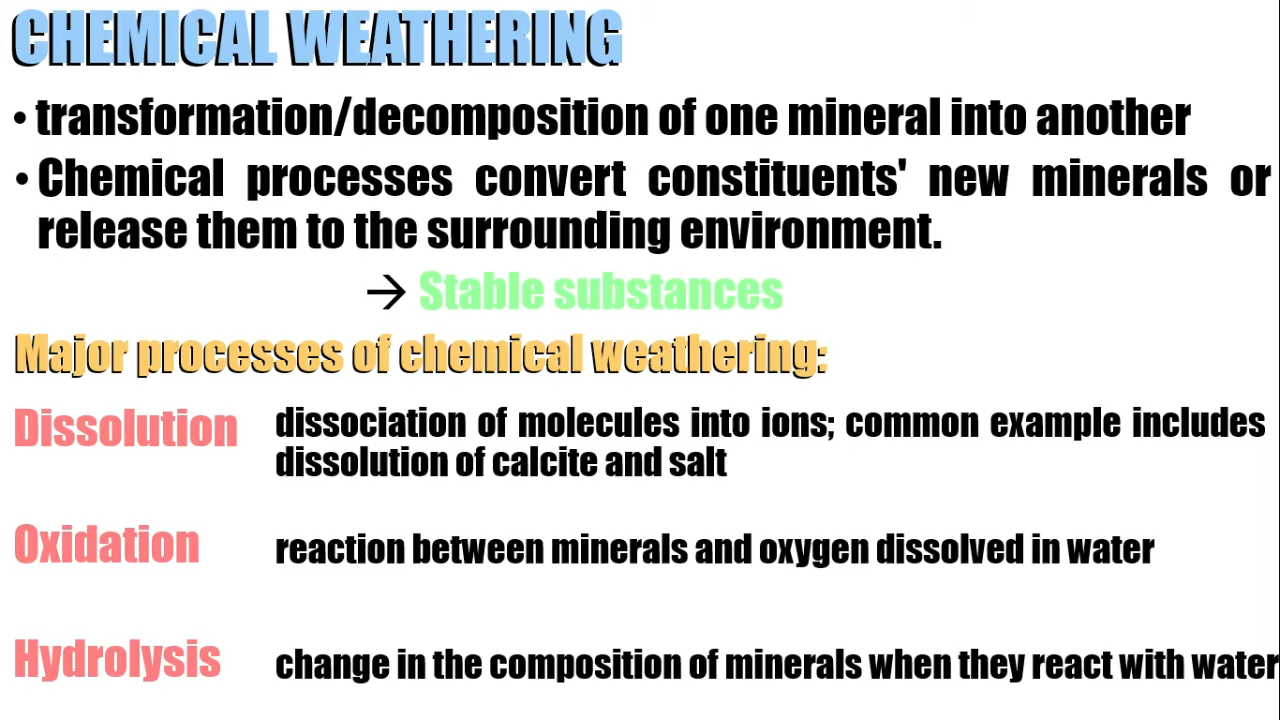 CHEMICAL WEATHERING
• transformation/decomposition of one mineral into another
• Chemical processes convert constituents' new minerals or
release them to the surrounding environment.
→ Stable substances
Major processes of chemical weathering:
Dissolution
dissociation of molecules into ions; common example includes
dissolution of calcite and salt
Oxidation
reaction between minerals and oxygen dissolved in water
Hydrolysis
change in the composition of minerals when they react with water